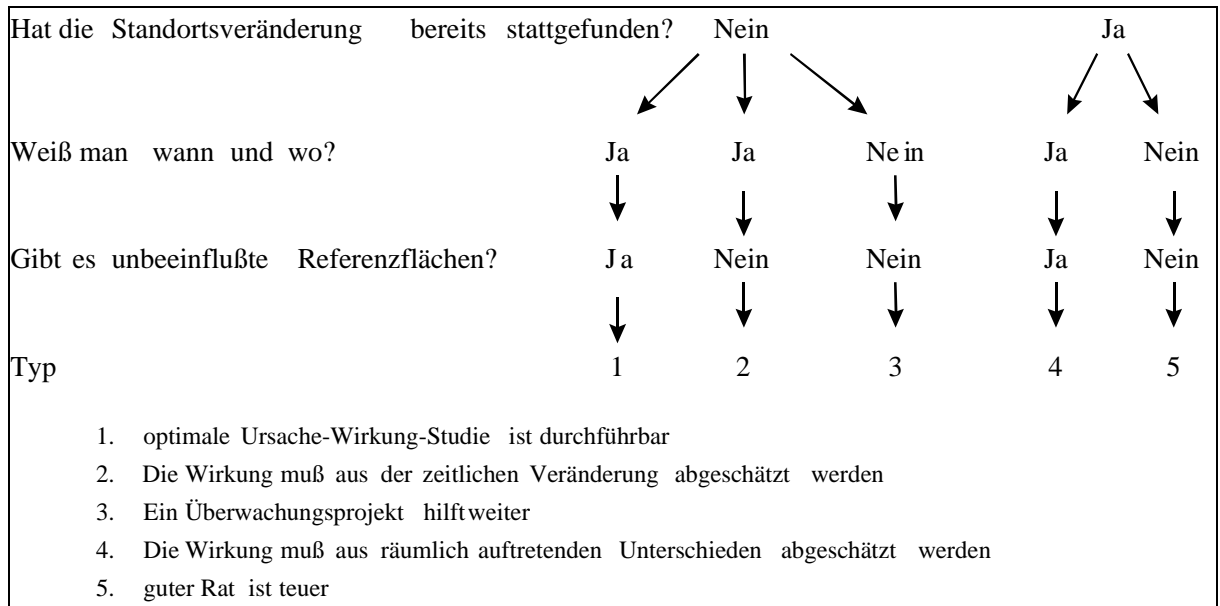 Hat die Standortsveränderung bereits stattgefunden? Nein Ja
Weiß man wann und wo? Ja Ja Nein Ja Nein
Gibt es unbeeinflußte Referenzflächen? Ja Nein Nein Ja Nein
Typ 1 2 3 4 5
1. optimale Ursache-Wirkung-Studie ist durchführbar
2. Die Wirkung muß aus der zeitlichen Veränderung abgeschätzt werden
3. Ein Überwachungsprojekt hilft weiter
4. Die Wirkung muß aus räumlich auftretenden Unterschieden abgeschätzt werden
5. guter Rat ist teuer